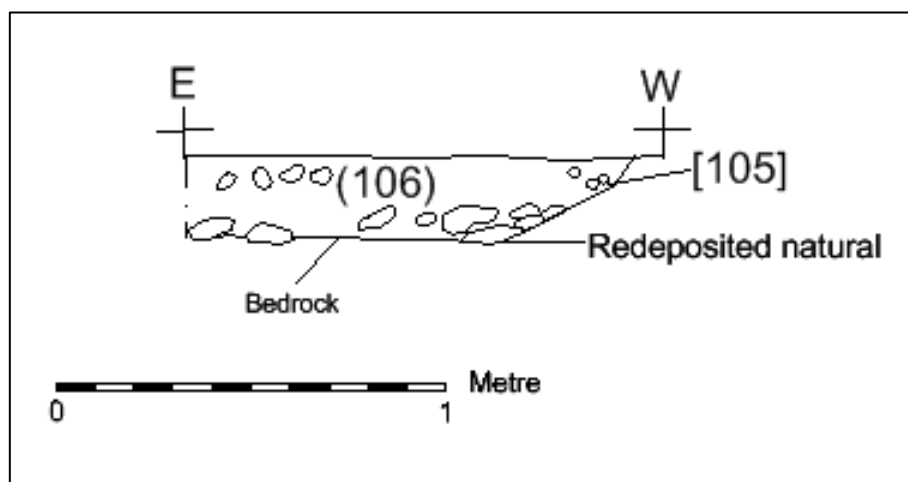 E
W
(106)
[105]
Redeposited natural
Bedrock
Metre
0
1